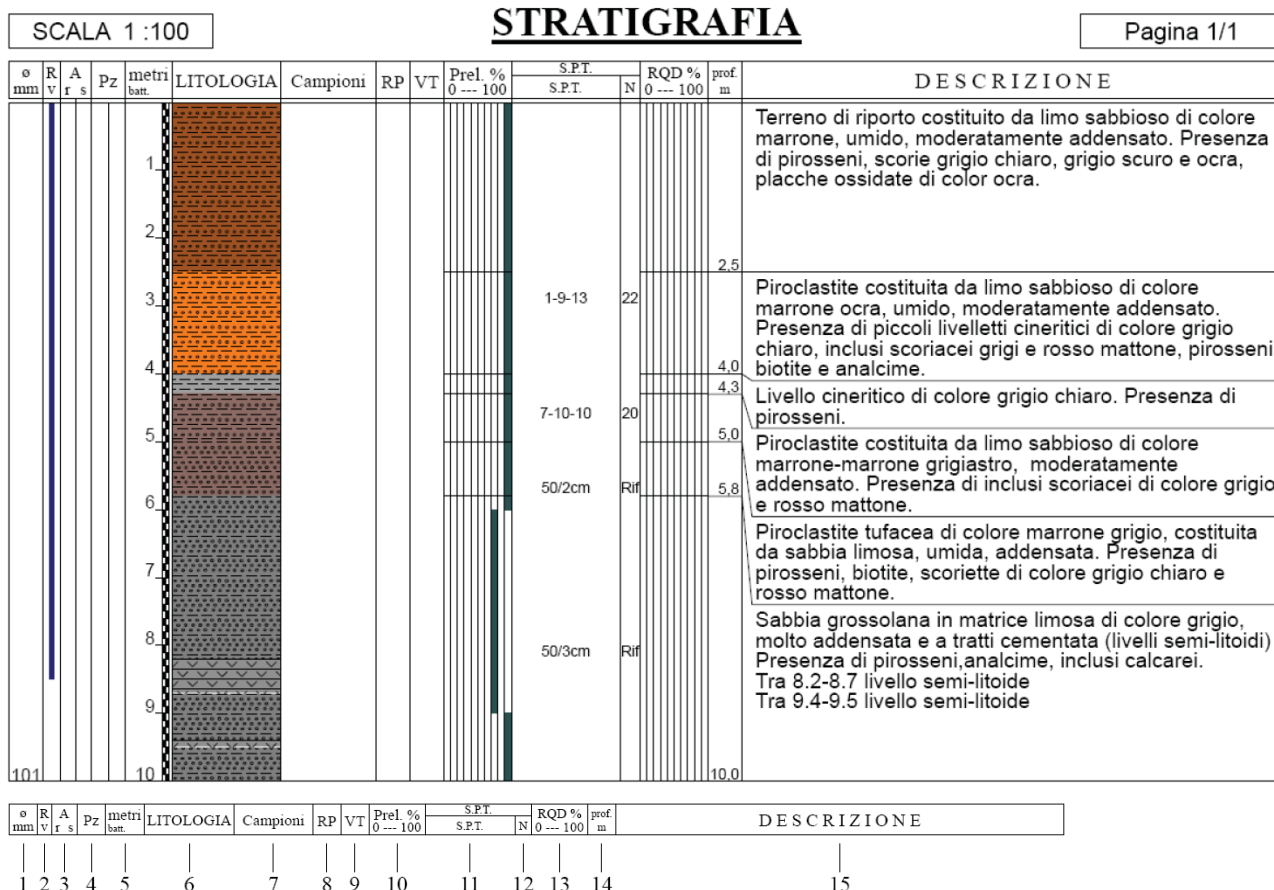 SCALA 1 :100
STRATIGRAFIA
Pagina 1/1
ø mm
R v
A r s
Pz
metri batt.
LITOLOGIA
Campioni
RP
VT
Prel. % 0 --- 100
S.P.T.
S.P.T.
N
RQD % 0 --- 100
prof. m
DESCRIZIONE
Terreno di riporto costituito da limo sabbioso di colore
marrone, umido, moderatamente addensato. Presenza
di pirosseni, scorie grigio chiaro, grigio scuro e ocra,
placche ossidate di color ocra.
1
2
2,5
Piroclastite costituita da limo sabbioso di colore
marrone ocra, umido, moderatamente addensato.
Presenza di piccoli livelletti cineritici di colore grigio
chiaro, inclusi scoriacei grigi e rosso mattone, pirosseni
biotite e analcime.
3
1-9-13
22
4
4,0
4,3
Livello cineritico di colore grigio chiaro. Presenza di
pirosseni.
7-10-10
20
5
5,0
Piroclastite costituita da limo sabbioso di colore
marrone-marrone grigiastro, moderatamente
addensato. Presenza di inclusi scoriacei di colore grigio
e rosso mattone.
50/2cm
Rif
5,8
6
Piroclastite tufacea di colore marrone grigio, costituita
da sabbia limosa, umida, addensata. Presenza di
pirosseni, biotite, scoriette di colore grigio chiaro e
rosso mattone.
7
Sabbia grossolana in matrice limosa di colore grigio,
molto addensata e a tratti cementata (livelli semi-litoidi)
Presenza di pirosseni,analcime, inclusi calcarei.
Tra 8.2-8.7 livello semi-litoide
Tra 9.4-9.5 livello semi-litoide
8
50/3cm
Rif
9
101
10
10,0
ø mm
R v
A r s
Pz
metri batt.
LITOLOGIA
Campioni
RP
VT
Prel. % 0 --- 100
S.P.T.
S.P.T.
N
RQD % 0 --- 100
prof. m
DESCRIZIONE
1 2 3 4 5 6 7 8 9 10 11 12 13 14 15